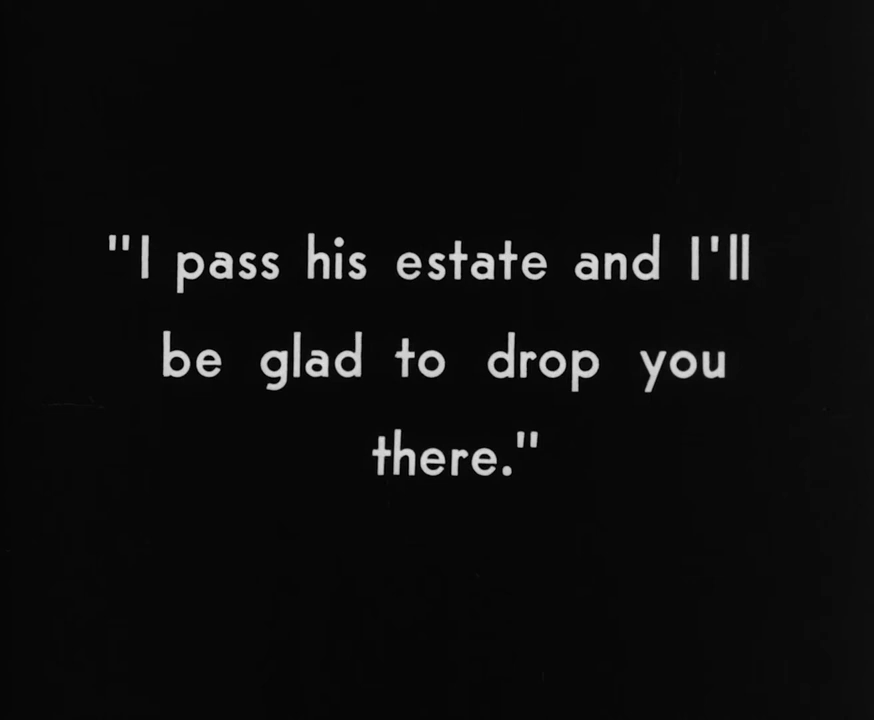 "I pass his estate and I'll
be glad to drop you
there."